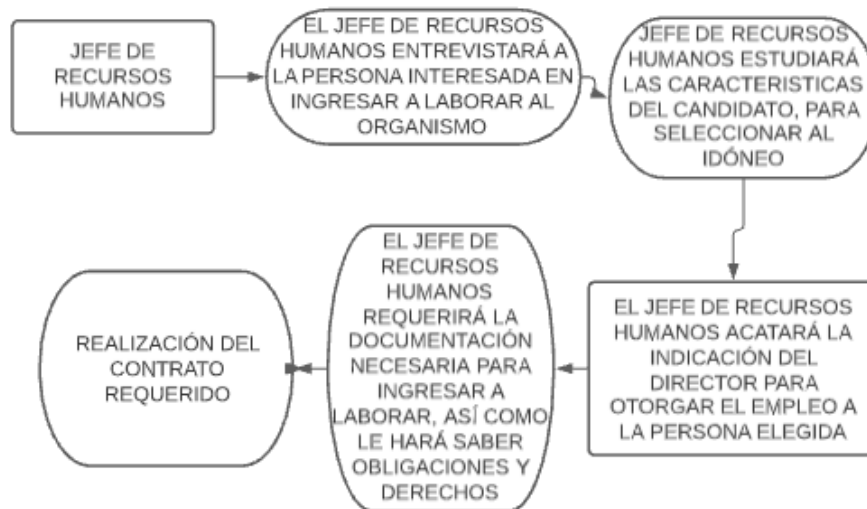 JEFE DE
RECURSOS
HUMANOS
EL JEFE DE RECURSOS
HUMANOS ENTREVISTARÁ A
LA PERSONA INTERESADA EN
INGRESAR A LABORAR AL
ORGANISMO
JEFE DE RECURSOS
HUMANOS ESTUDIARÁ
LAS CARACTERISTICAS
DEL CANDIDATO, PARA
SELECCIONAR AL
IDÓNEO
EL JEFE DE RECURSOS
HUMANOS ACATARÁ LA
INDICACIÓN DEL
DIRECTOR PARA
OTORGAR EL EMPLEO A
LA PERSONA ELEGIDA
EL JEFE DE
RECURSOS
HUMANOS
REQUERIRÁ LA
DOCUMENTACIÓN
NECESARIA PARA
INGRESAR A
LABORAR, ASÍ COMO
LE HARÁ SABER
OBLIGACIONES Y
DERECHOS
REALIZACIÓN DEL
CONTRATO
REQUERIDO